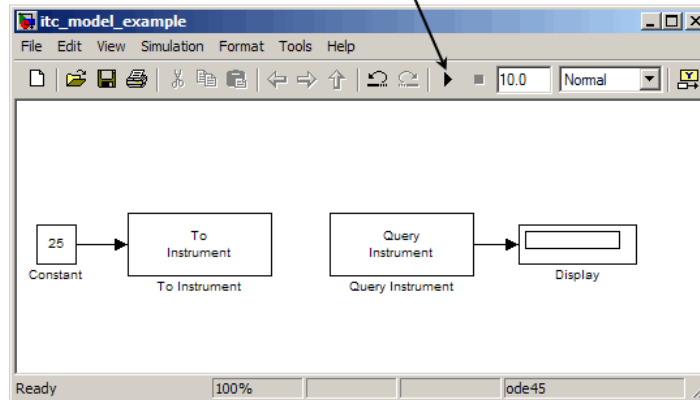 itc_model_example
File Edit View Simulation Format Tools Help
10.0 Normal
25
To
Instrument
Query
Instrument
Constant
To Instrument
Query Instrument
Display
Ready 100% ode45